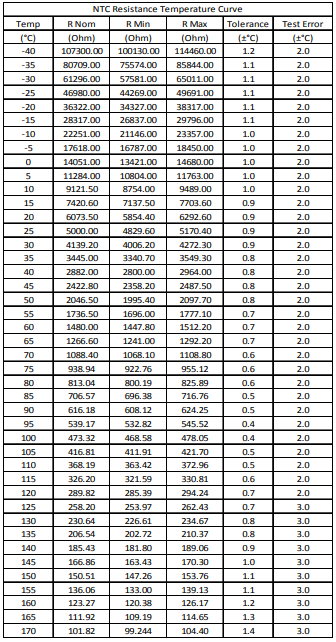 NTC Resistance Temperature Curve
Temp R Nom R Min R Max Tolerance Test Error
(°C) (Ohm) (Ohm) (Ohm) (±°C) (±°C)
-40 107300.00 100130.00 114460.00 1.2 2.0
-35 80709.00 75574.00 85844.00 1.1 2.0
-30 61296.00 57581.00 65011.00 1.1 2.0
-25 46980.00 44269.00 49691.00 1.1 2.0
-20 36322.00 34327.00 38317.00 1.1 2.0
-15 28317.00 26837.00 29796.00 1.1 2.0
-10 22251.00 21146.00 23357.00 1.0 2.0
-5 17618.00 16787.00 18450.00 1.0 2.0
0 14051.00 13421.00 14680.00 1.0 2.0
5 11284.00 10804.00 11763.00 1.0 2.0
10 9121.50 8754.00 9489.00 1.0 2.0
15 7420.60 7137.50 7703.60 0.9 2.0
20 6073.50 5854.40 6292.60 0.9 2.0
25 5000.00 4829.60 5170.40 0.9 2.0
30 4139.20 4006.20 4272.30 0.9 2.0
35 3445.00 3340.70 3549.30 0.8 2.0
40 2882.00 2800.00 2964.00 0.8 2.0
45 2422.80 2358.20 2487.50 0.8 2.0
50 2046.50 1995.40 2097.70 0.8 2.0
55 1736.50 1696.00 1777.10 0.7 2.0
60 1480.00 1447.80 1512.20 0.7 2.0
65 1266.60 1241.00 1292.20 0.7 2.0
70 1088.40 1068.10 1108.80 0.6 2.0
75 938.94 922.76 955.12 0.6 2.0
80 813.04 800.19 825.89 0.6 2.0
85 706.57 696.38 716.76 0.5 2.0
90 616.18 608.12 624.25 0.5 2.0
95 539.17 532.82 545.52 0.4 2.0
100 473.32 468.58 478.05 0.4 2.0
105 416.81 411.91 421.70 0.5 2.0
110 368.19 363.42 372.96 0.5 2.0
115 326.20 321.59 330.81 0.6 2.0
120 289.82 285.39 294.24 0.7 2.0
125 258.20 253.97 262.43 0.7 3.0
130 230.64 226.61 234.67 0.8 3.0
135 206.54 202.72 210.37 0.8 3.0
140 185.43 181.80 189.06 0.9 3.0
145 166.86 163.43 170.30 1.0 3.0
150 150.51 147.26 153.76 1.1 3.0
155 136.06 133.00 139.13 1.1 3.0
160 123.27 120.38 126.17 1.2 3.0
165 111.92 109.19 114.65 1.3 3.0
170 101.82 99.244 104.40 1.4 3.0